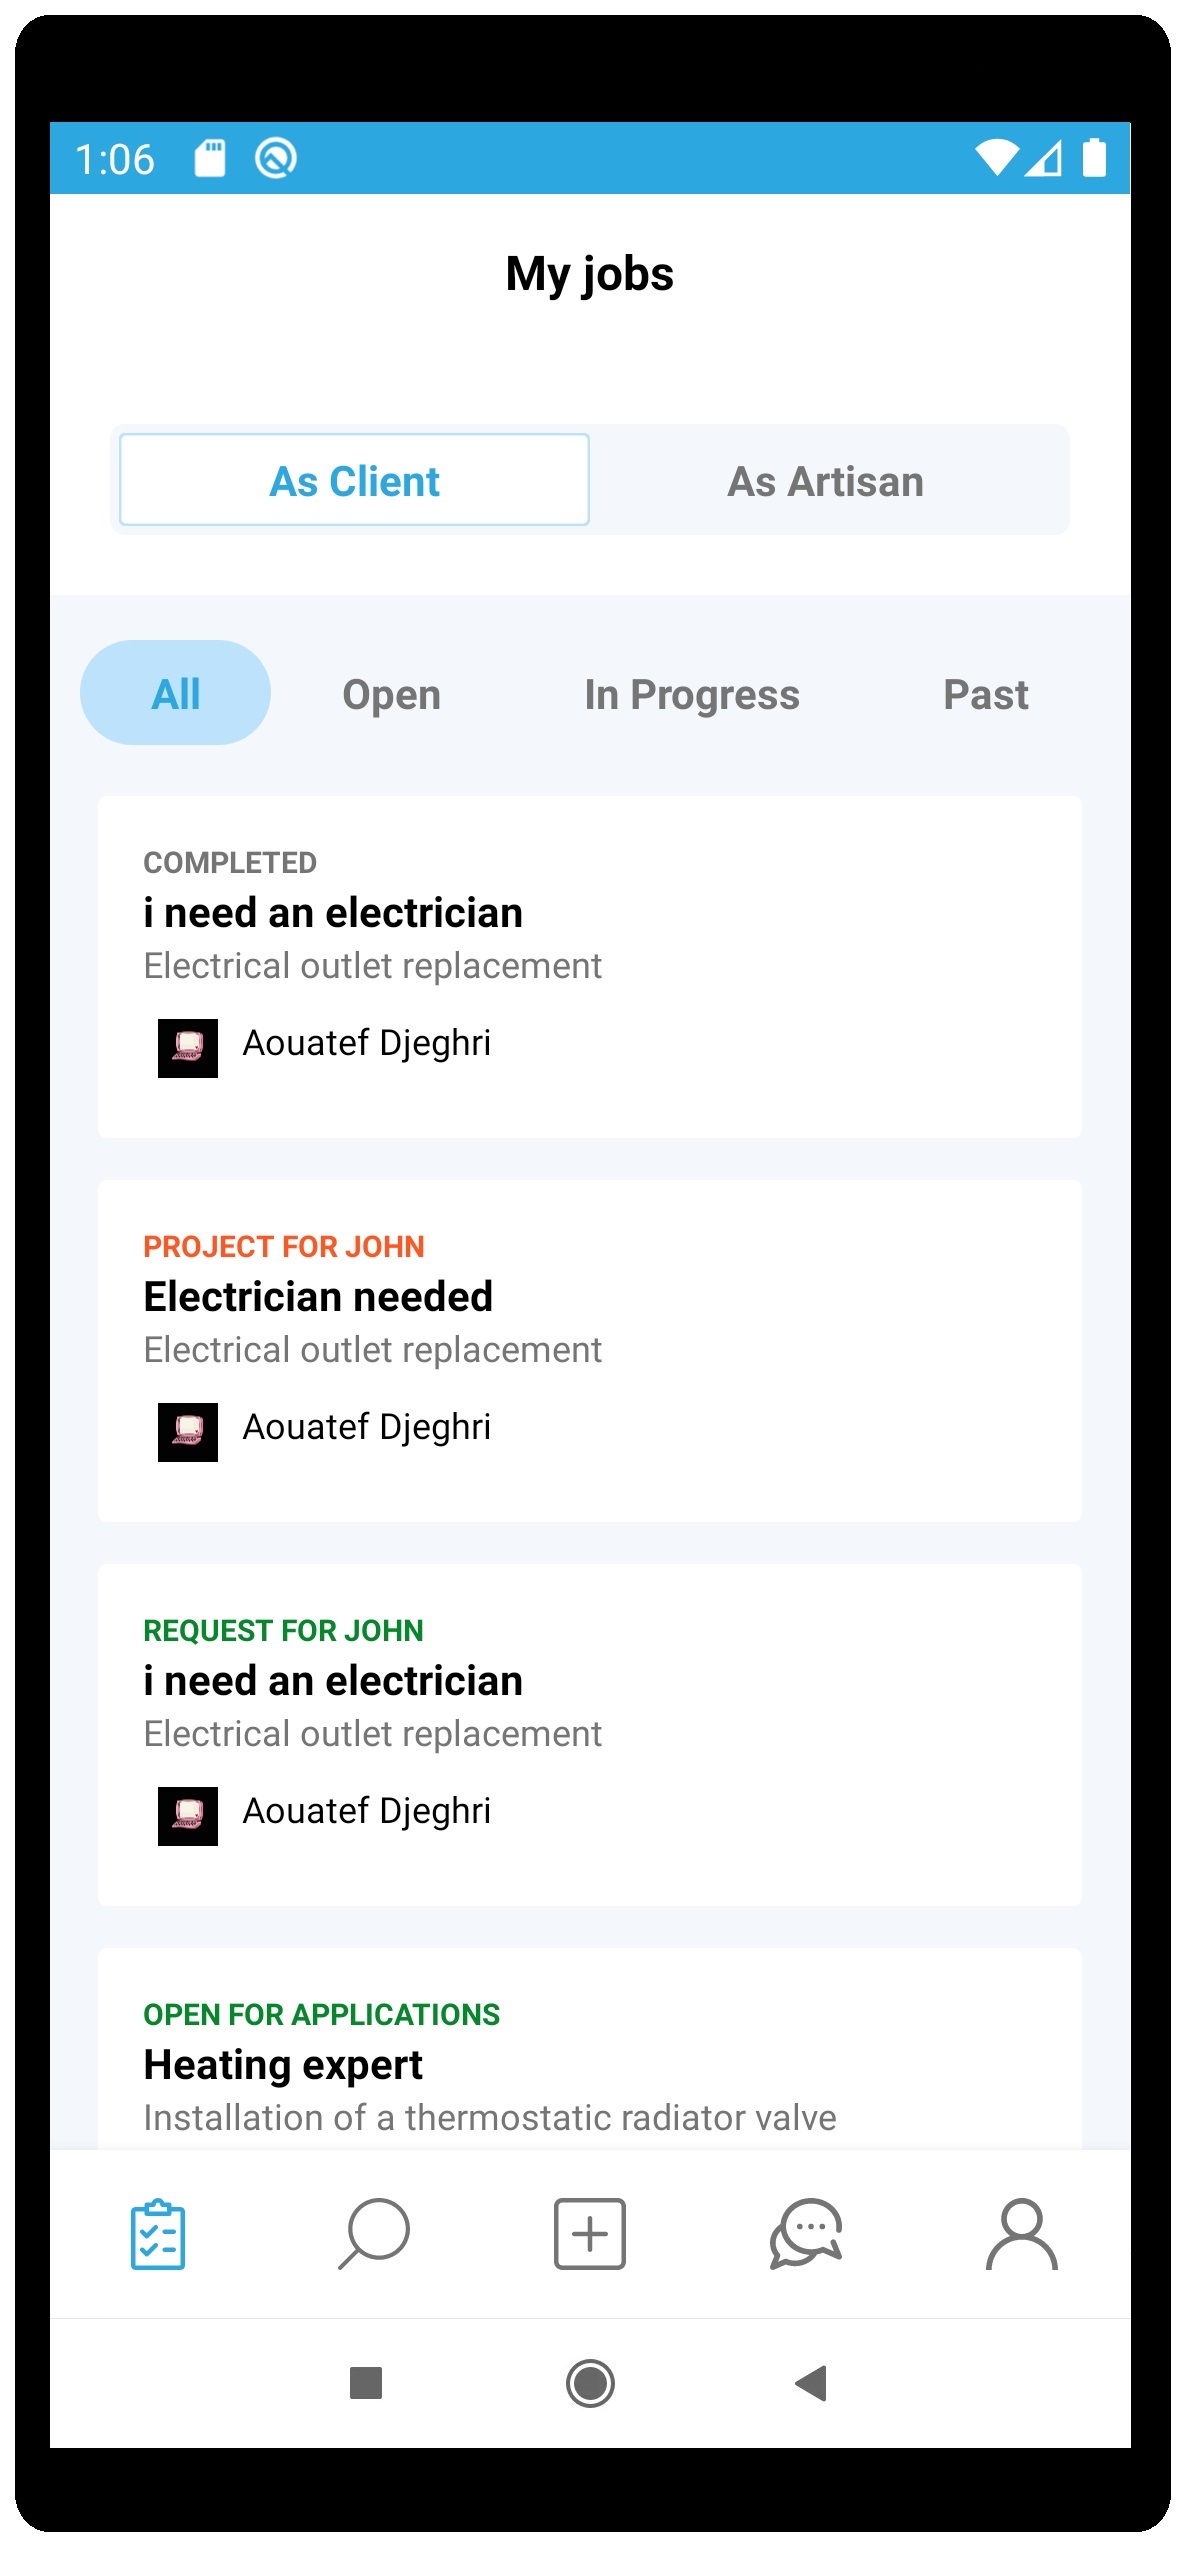 1:06
My jobs
As Client As Artisan
All Open In Progress Past
COMPLETED
i need an electrician
Electrical outlet replacement
Aouatef Djeghri
PROJECT FOR JOHN
Electrician needed
Electrical outlet replacement
Aouatef Djeghri
REQUEST FOR JOHN
i need an electrician
Electrical outlet replacement
Aouatef Djeghri
OPEN FOR APPLICATIONS
Heating expert
Installation of a thermostatic radiator valve